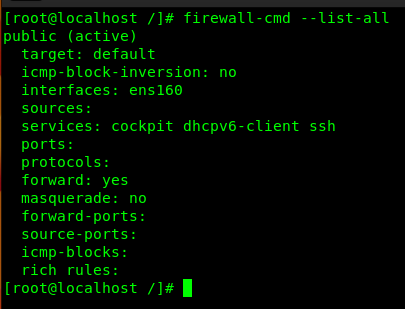 [root@localhost /]# firewall-cmd --list-all
public (active)
  target: default
  icmp-block-inversion: no
  interfaces: ens160
  sources:
  services: cockpit dhcpv6-client ssh
  ports:
  protocols:
  forward: yes
  masquerade: no
  forward-ports:
  source-ports:
  icmp-blocks:
  rich rules:
[root@localhost /]#